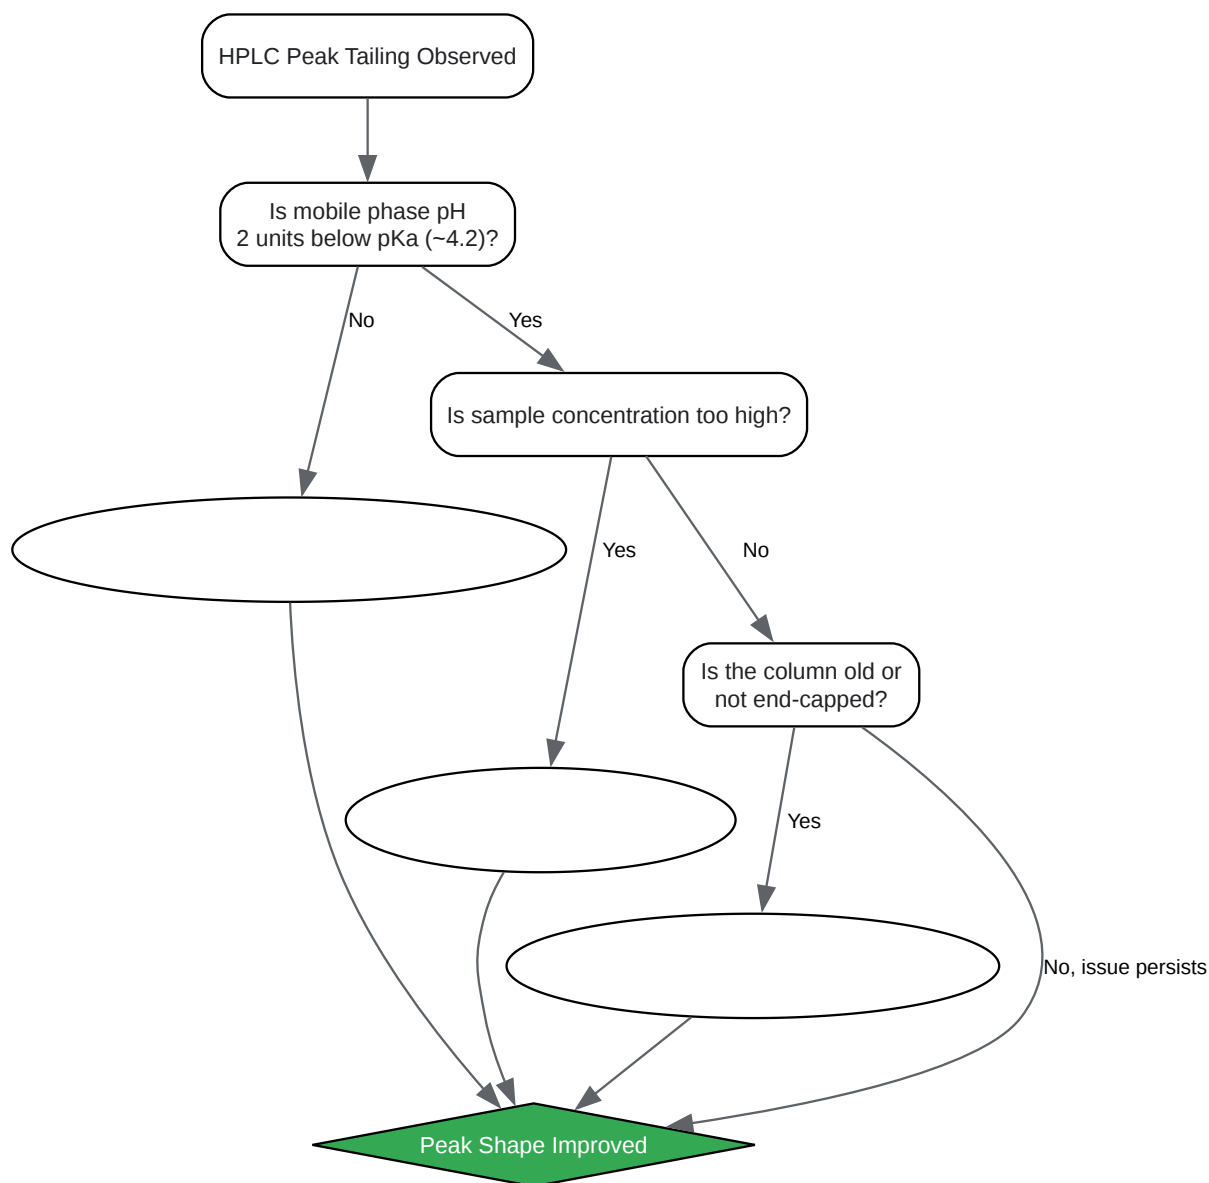 HPLC Peak Tailing Observed
Is mobile phase pH
2 units below pKa (~4.2)?
No
Yes
Is sample concentration too high?
Yes
No
Is the column old or
not end-capped?
Yes
No, issue persists
Peak Shape Improved